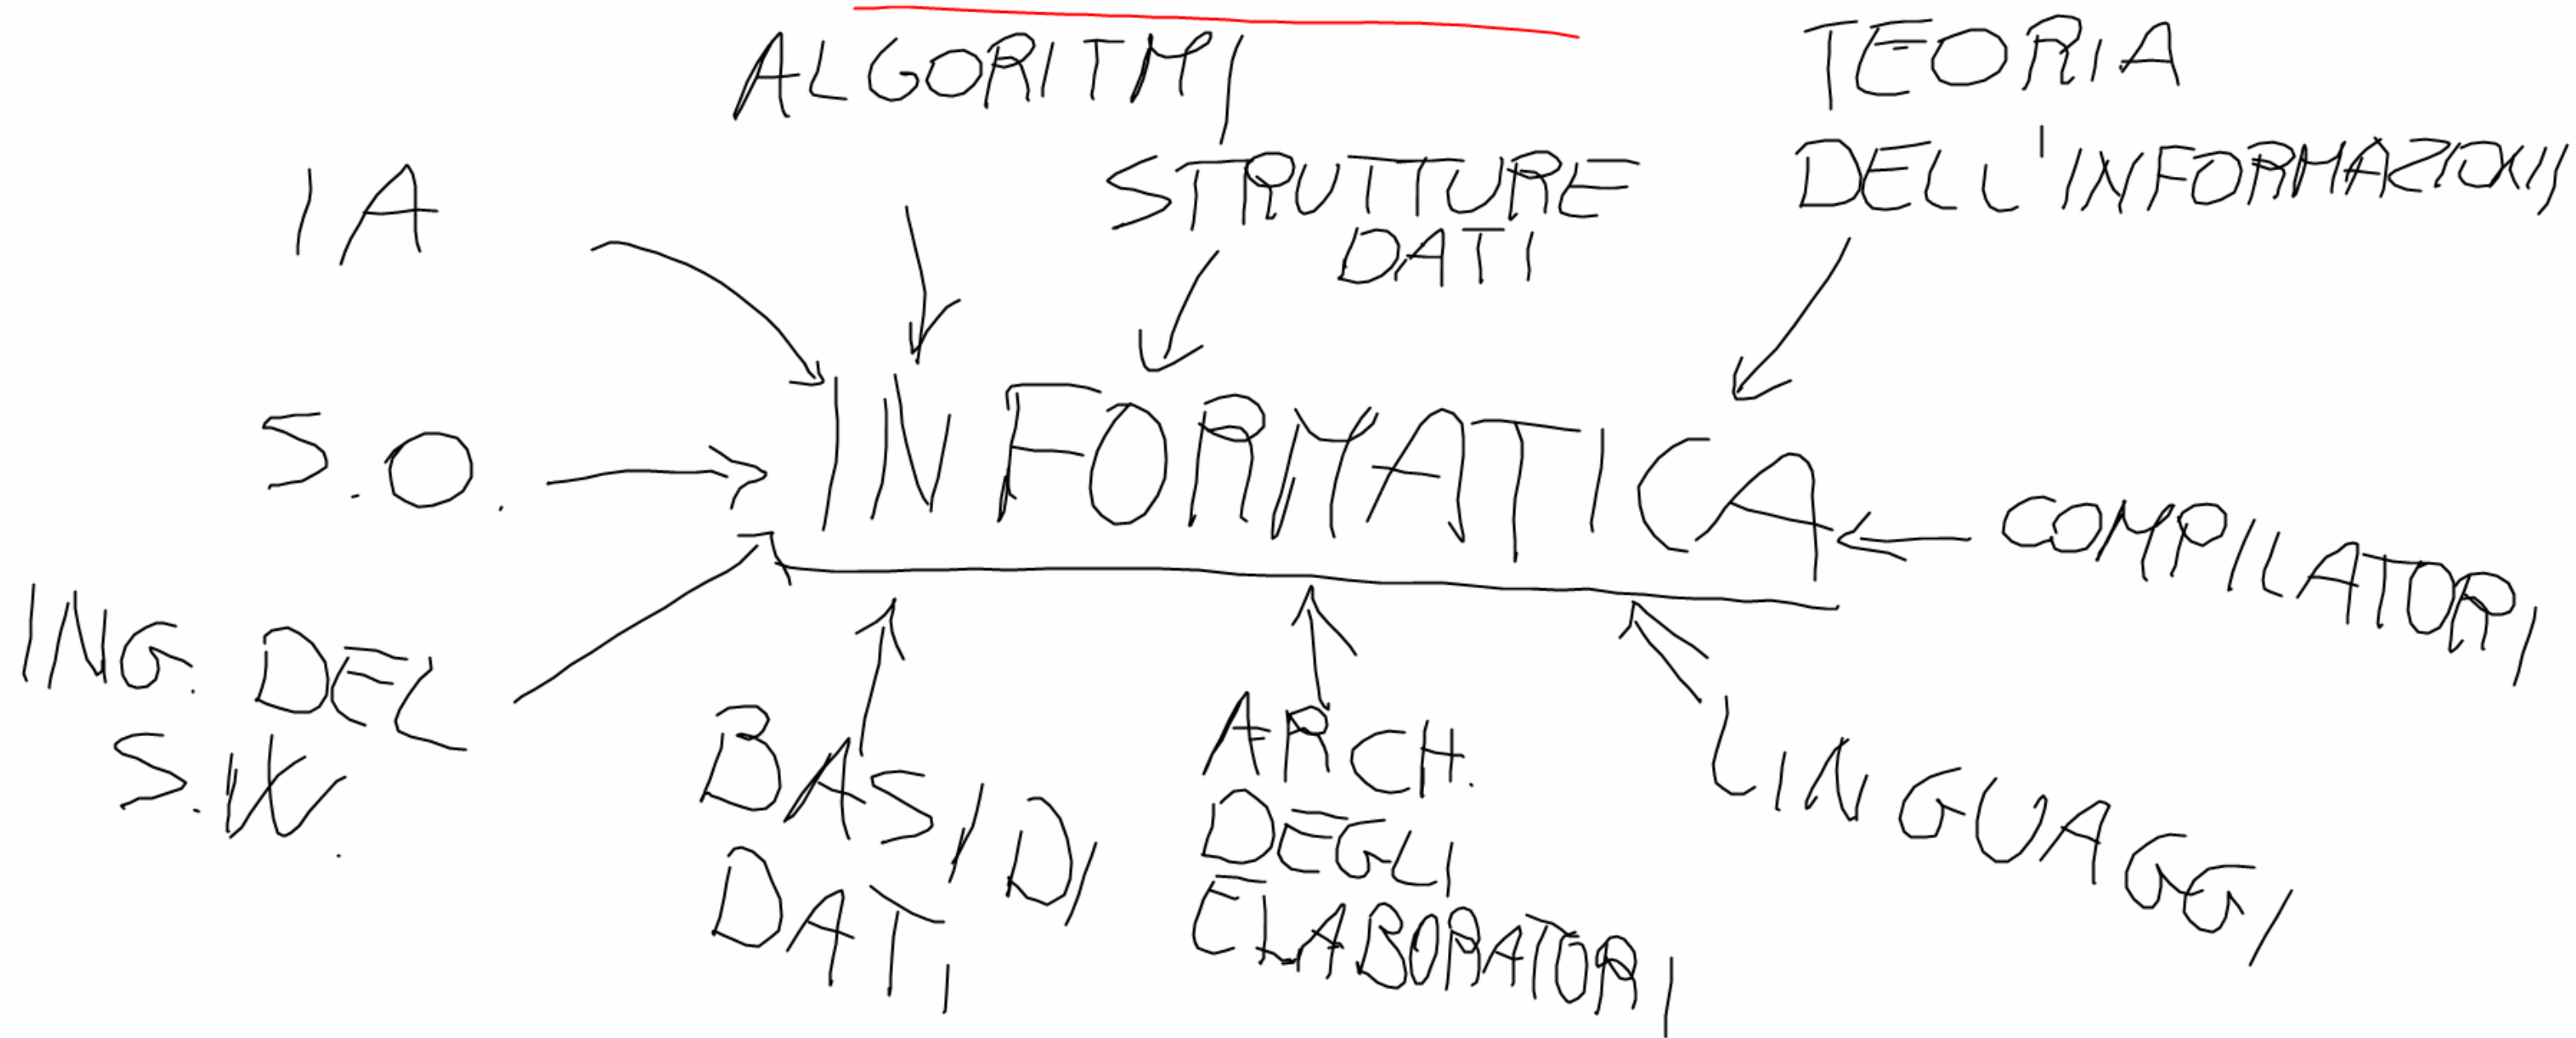 ALGORITMI
TEORIA
DELL'INFORMAZIONI
IA
STRUTTURE
DATI
INFORMATICA
S.O.
COMPILATORI
ING. DEL
S.W.
BASI DI
DATI
ARCH.
DEGLI
ELABORATORI
LINGUAGGI